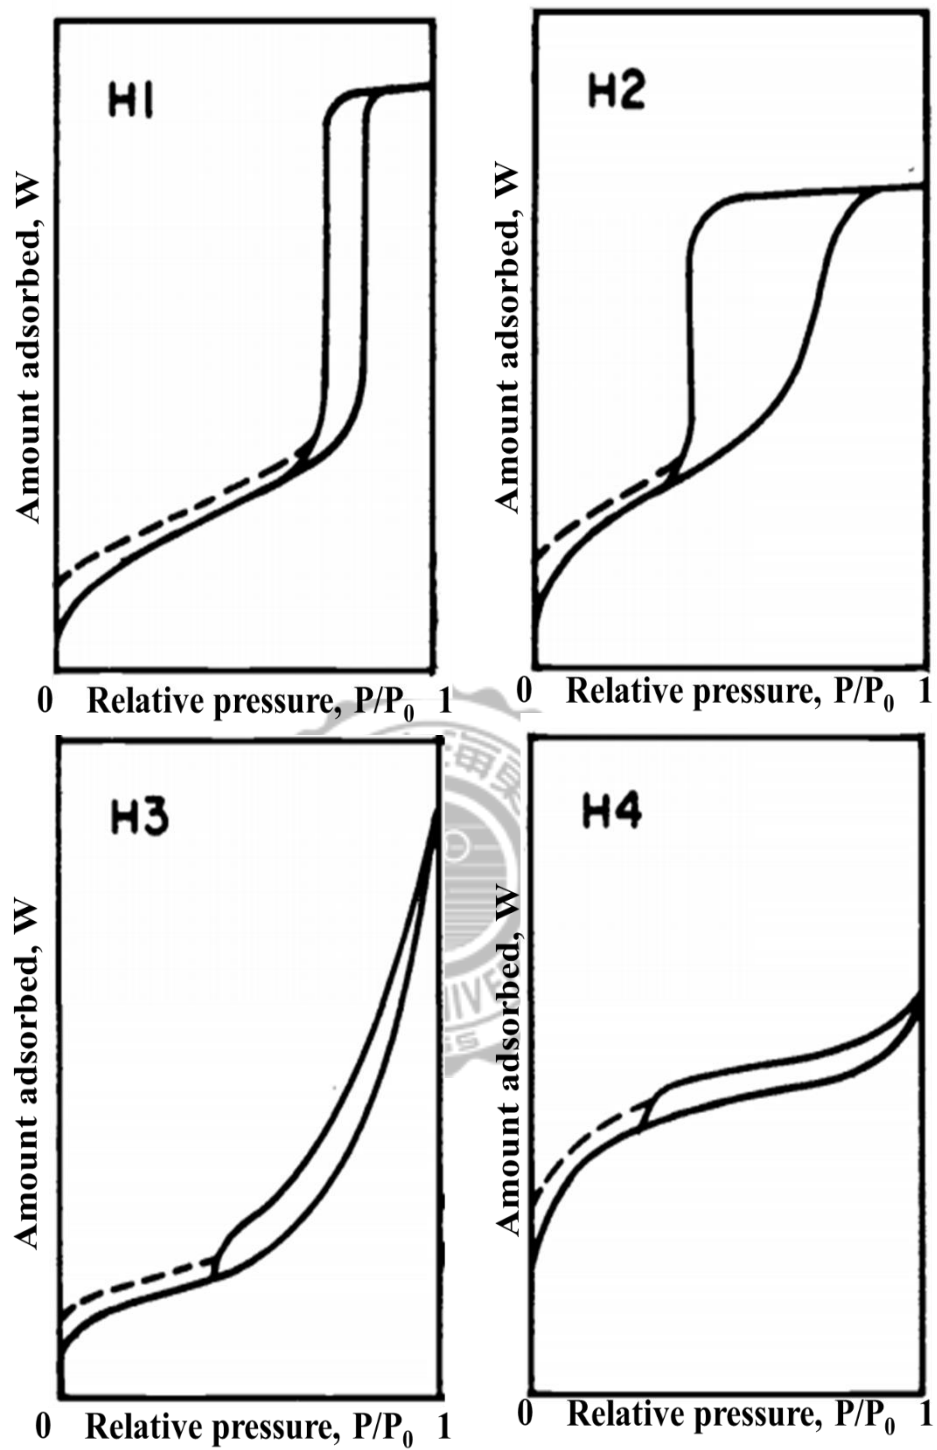 H1
Amount adsorbed, W
0 Relative pressure, P/P0 1
H2
Amount adsorbed, W
0 Relative pressure, P/P0 1
H3
Amount adsorbed, W
0 Relative pressure, P/P0 1
H4
Amount adsorbed, W
0 Relative pressure, P/P0 1